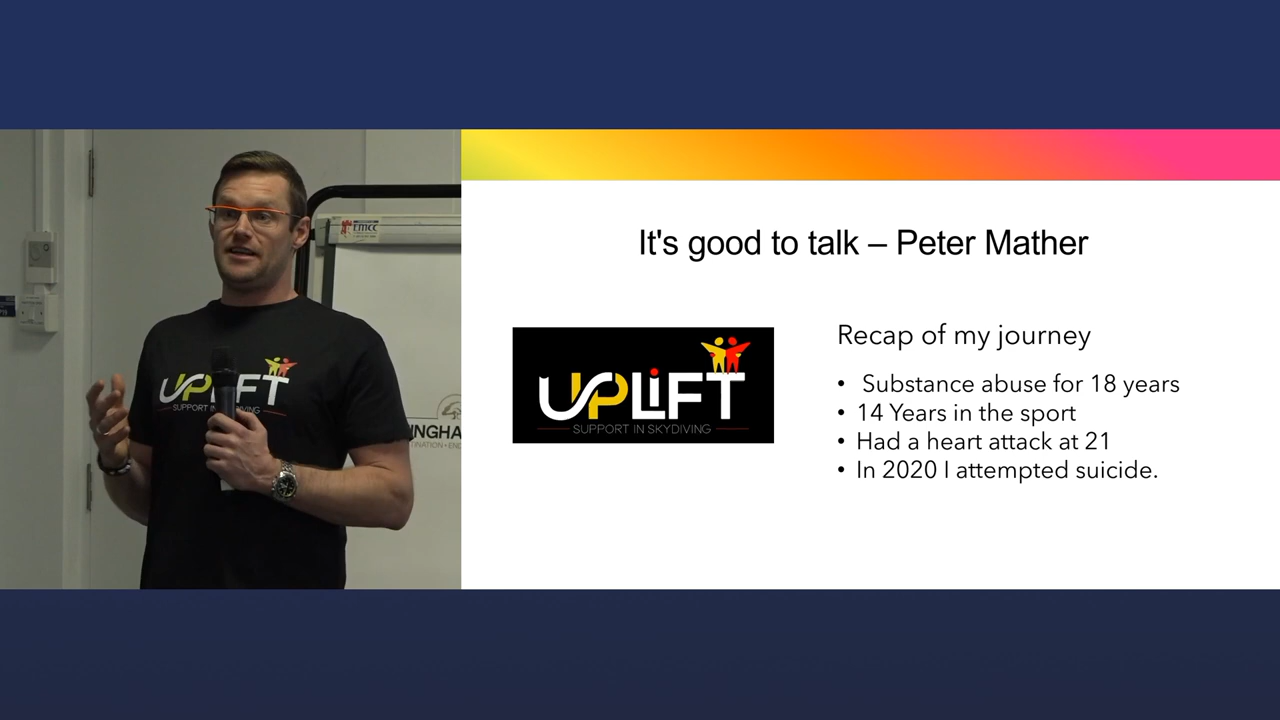 EMCC
UPLiFT
SUPPORT IN SKYDIVING
INGHA
It's good to talk – Peter Mather
UPLiFT
SUPPORT IN SKYDIVING
Recap of my journey
• Substance abuse for 18 years
• 14 Years in the sport
• Had a heart attack at 21
• In 2020 I attempted suicide.